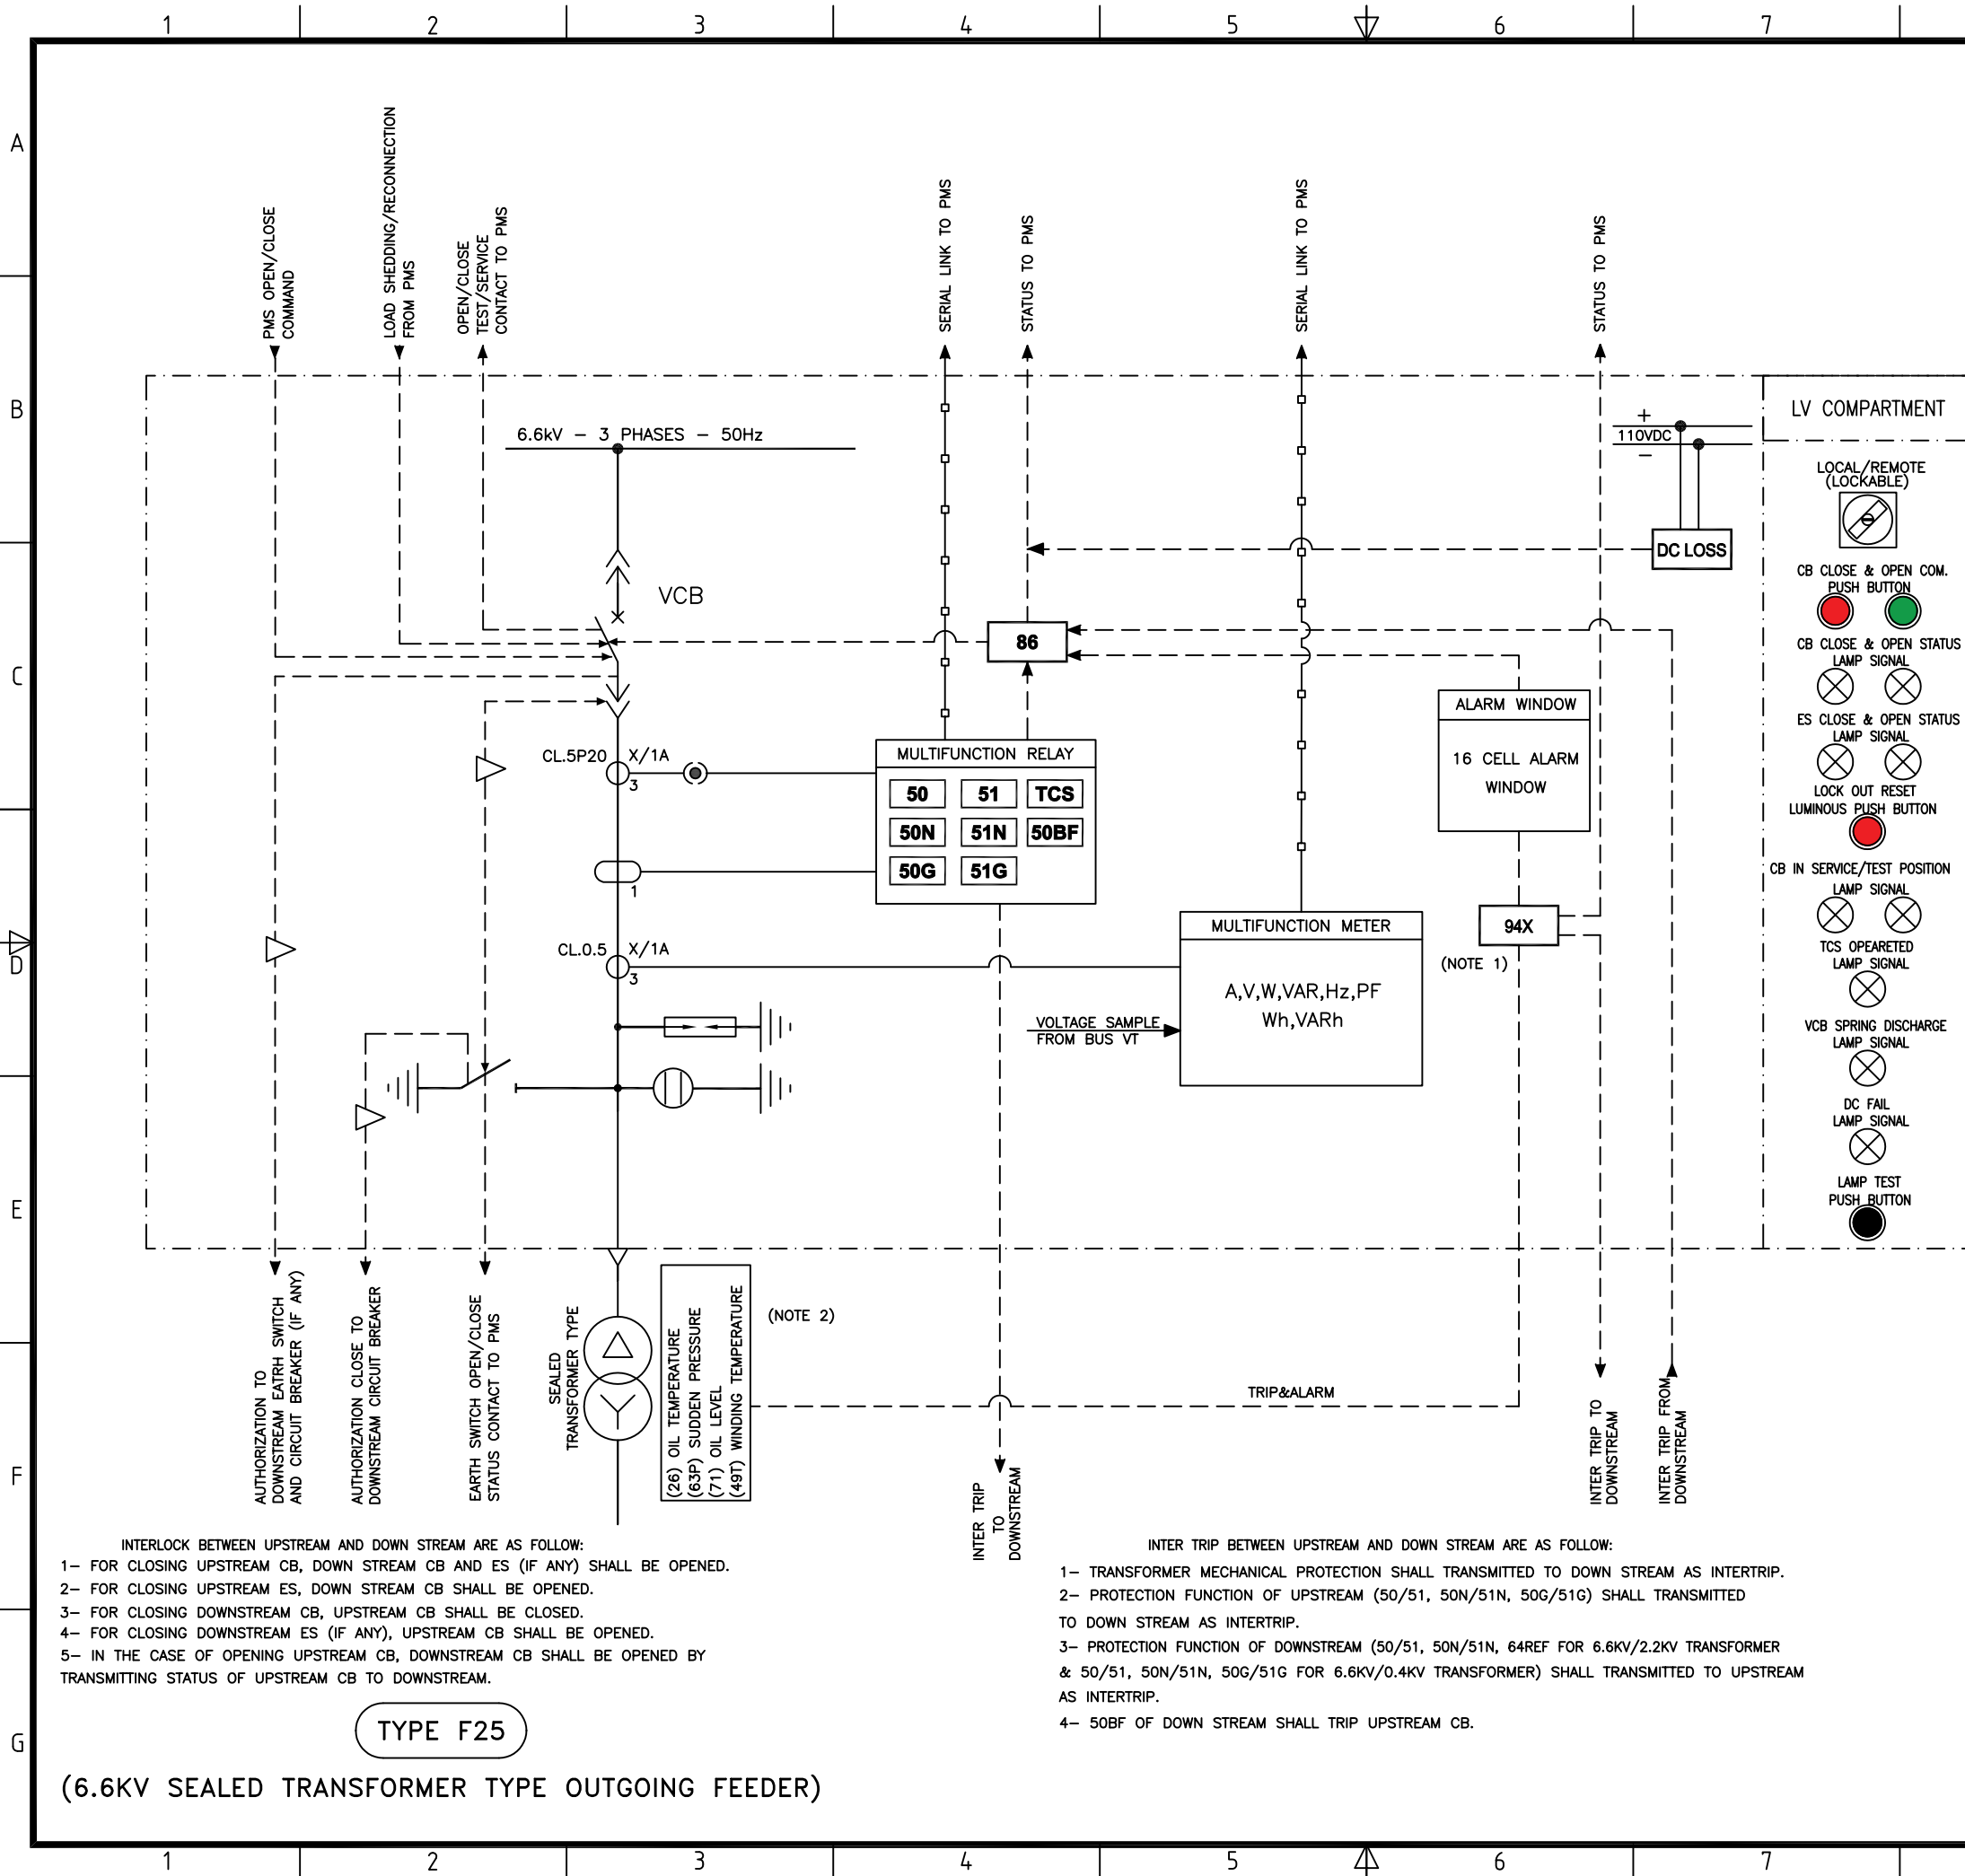 1 2 3 4 5 6 7
A
B
C
D
E
F
G
PMS OPEN/CLOSE
COMMAND
LOAD SHEDDING/RECONNECTION
FROM PMS
OPEN/CLOSE
TEST/SERVICE
CONTACT TO PMS
SERIAL LINK TO PMS
STATUS TO PMS
SERIAL LINK TO PMS
STATUS TO PMS
6.6kV - 3 PHASES - 50Hz
VCB
+
110VDC
-
DC LOSS
86
CL.5P20 X/1A
3
MULTIFUNCTION RELAY
50 51 TCS
50N 51N 50BF
50G 51G
1
CL.0.5 X/1A
3
ALARM WINDOW
16 CELL ALARM
WINDOW
94X
(NOTE 1)
MULTIFUNCTION METER
A,V,W,VAR,Hz,PF
Wh,VARh
VOLTAGE SAMPLE
FROM BUS VT
LV COMPARTMENT
LOCAL/REMOTE
(LOCKABLE)
CB CLOSE & OPEN COM.
PUSH BUTTON
CB CLOSE & OPEN STATUS
LAMP SIGNAL
ES CLOSE & OPEN STATUS
LAMP SIGNAL
LOCK OUT RESET
LUMINOUS PUSH BUTTON
CB IN SERVICE/TEST POSITION
LAMP SIGNAL
TCS OPEARETED
LAMP SIGNAL
VCB SPRING DISCHARGE
LAMP SIGNAL
DC FAIL
LAMP SIGNAL
LAMP TEST
PUSH BUTTON
AUTHORIZATION TO
DOWNSTREAM EATRH SWITCH
AND CIRCUIT BREAKER (IF ANY)
AUTHORIZATION CLOSE TO
DOWNSTREAM CIRCUIT BREAKER
EARTH SWITCH OPEN/CLOSE
STATUS CONTACT TO PMS
SEALED
TRANSFORMER TYPE
(26) OIL TEMPERATURE
(63P) SUDDEN PRESSURE
(71) OIL LEVEL
(49T) WINDING TEMPERATURE
(NOTE 2)
TRIP&ALARM
INTER TRIP
TO
DOWNSTREAM
INTER TRIP TO
DOWNSTREAM
INTER TRIP FROM
DOWNSTREAM
INTERLOCK BETWEEN UPSTREAM AND DOWN STREAM ARE AS FOLLOW:
1- FOR CLOSING UPSTREAM CB, DOWN STREAM CB AND ES (IF ANY) SHALL BE OPENED.
2- FOR CLOSING UPSTREAM ES, DOWN STREAM CB SHALL BE OPENED.
3- FOR CLOSING DOWNSTREAM CB, UPSTREAM CB SHALL BE CLOSED.
4- FOR CLOSING DOWNSTREAM ES (IF ANY), UPSTREAM CB SHALL BE OPENED.
5- IN THE CASE OF OPENING UPSTREAM CB, DOWNSTREAM CB SHALL BE OPENED BY
TRANSMITTING STATUS OF UPSTREAM CB TO DOWNSTREAM.
INTER TRIP BETWEEN UPSTREAM AND DOWN STREAM ARE AS FOLLOW:
1- TRANSFORMER MECHANICAL PROTECTION SHALL TRANSMITTED TO DOWN STREAM AS INTERTRIP.
2- PROTECTION FUNCTION OF UPSTREAM (50/51, 50N/51N, 50G/51G) SHALL TRANSMITTED
TO DOWN STREAM AS INTERTRIP.
3- PROTECTION FUNCTION OF DOWNSTREAM (50/51, 50N/51N, 64REF FOR 6.6KV/2.2KV TRANSFORMER
& 50/51, 50N/51N, 50G/51G FOR 6.6KV/0.4KV TRANSFORMER) SHALL TRANSMITTED TO UPSTREAM
AS INTERTRIP.
4- 50BF OF DOWN STREAM SHALL TRIP UPSTREAM CB.
TYPE F25
(6.6KV SEALED TRANSFORMER TYPE OUTGOING FEEDER)
1 2 3 4 5 6 7